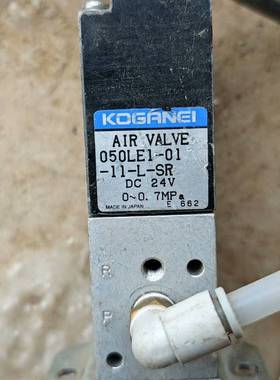 KOGANEI
AIR VALVE
050LE1-01
-11-L-SR
DC 24V
0~0.7MPa
MADE IN JAPAN E 662
R
P